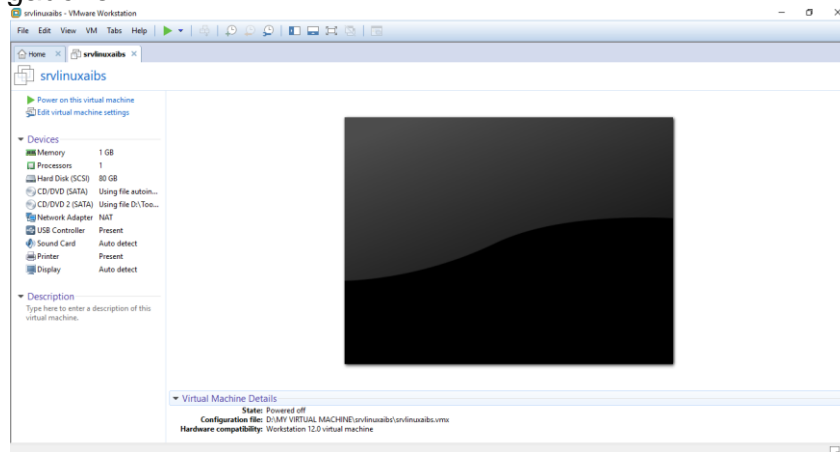 srvlinuxaibs - VMware Workstation
File Edit View VM Tabs Help
Home srvlinuxaibs
srvlinuxaibs
Power on this virtual machine
Edit virtual machine settings
Devices
Memory 1 GB
Processors 1
Hard Disk (SCSI) 80 GB
CD/DVD (SATA) Using file autoin...
CD/DVD 2 (SATA) Using file D:\Too...
Network Adapter NAT
USB Controller Present
Sound Card Auto detect
Printer Present
Display Auto detect
Description
Type here to enter a description of this
virtual machine.
Virtual Machine Details
State: Powered off
Configuration file: D:\MY VIRTUAL MACHINE\srvlinuxaibs\srvlinuxaibs.vmx
Hardware compatibility: Workstation 12.0 virtual machine